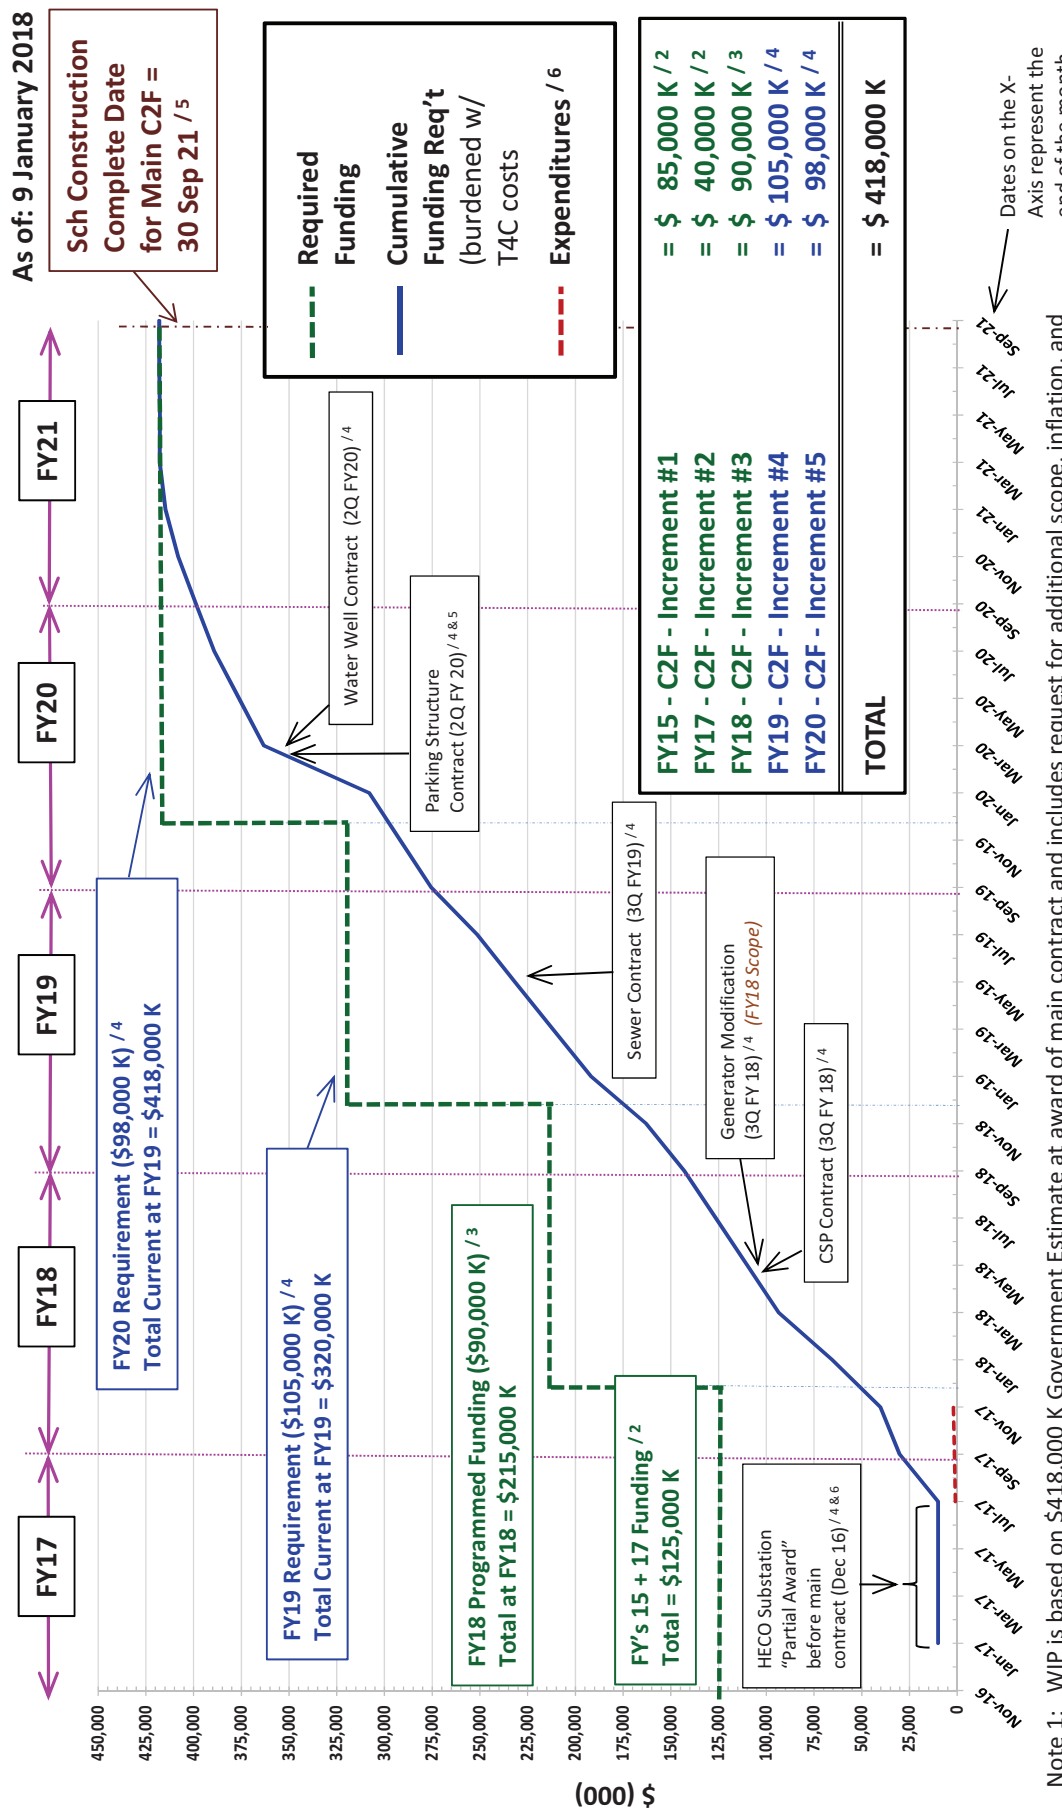 As of: 9 January 2018
FY17
FY18
FY19
FY20
FY21
Sch Construction
Complete Date
for Main C2F =
30 Sep 21 / 5
FY20 Requirement ($98,000 K) / 4
Total Current at FY19 = $418,000 K
FY19 Requirement ($105,000 K) / 4
Total Current at FY19 = $320,000 K
FY18 Programmed Funding ($90,000 K) / 3
Total at FY18 = $215,000 K
FY's 15 + 17 Funding / 2
Total = $125,000 K
HECO Substation
“Partial Award”
before main
contract (Dec 16) / 4 & 6
Water Well Contract (2Q FY20) / 4
Parking Structure
Contract (2Q FY 20) / 4 & 5
Sewer Contract (3Q FY19) / 4
Generator Modification
(3Q FY 18) / 4 (FY18 Scope)
CSP Contract (3Q FY 18) / 4
Required
Funding
Cumulative
Funding Req't
(burdened w/
T4C costs
Expenditures / 6
FY15 - C2F - Increment #1 = $ 85,000 K / 2
FY17 - C2F - Increment #2 = $ 40,000 K / 2
FY18 - C2F - Increment #3 = $ 90,000 K / 3
FY19 - C2F - Increment #4 = $ 105,000 K / 4
FY20 - C2F - Increment #5 = $ 98,000 K / 4
TOTAL = $ 418,000 K
$ (000)
450,000
425,000
400,000
375,000
350,000
325,000
300,000
275,000
250,000
225,000
200,000
175,000
150,000
125,000
100,000
75,000
50,000
25,000
0
Nov-16
Jan-17
Mar-17
May-17
Jul-17
Sep-17
Nov-17
Jan-18
Mar-18
May-18
Jul-18
Sep-18
Nov-18
Jan-19
Mar-19
May-19
Jul-19
Sep-19
Nov-19
Jan-20
Mar-20
May-20
Jul-20
Sep-20
Nov-20
Jan-21
Mar-21
May-21
Jul-21
Sep-21
Dates on the X-
Axis represent the
end of the month
Note 1: WIP is based on $418,000 K Government Estimate at award of main contract and includes request for additional scope, inflation, and